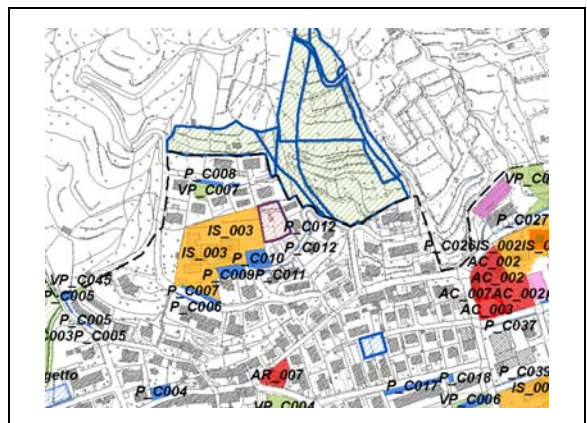 P_C008
VP_C007
VP_C0
P_C027
IS_003
P_C012
P_C012
IS_003
P_C026IS_002IS_0
AC_002
P_C010
P_C009P_C011
AC_002
VP_C045
P_C005
P_C007
AC_007AC_002
P_C006
AC_003
P_C005
C003P_C005
P_C037
getto
AR_007
P_C004
P_C017
P_C018
P_C039
IS_00
VP_C004
VP_C006